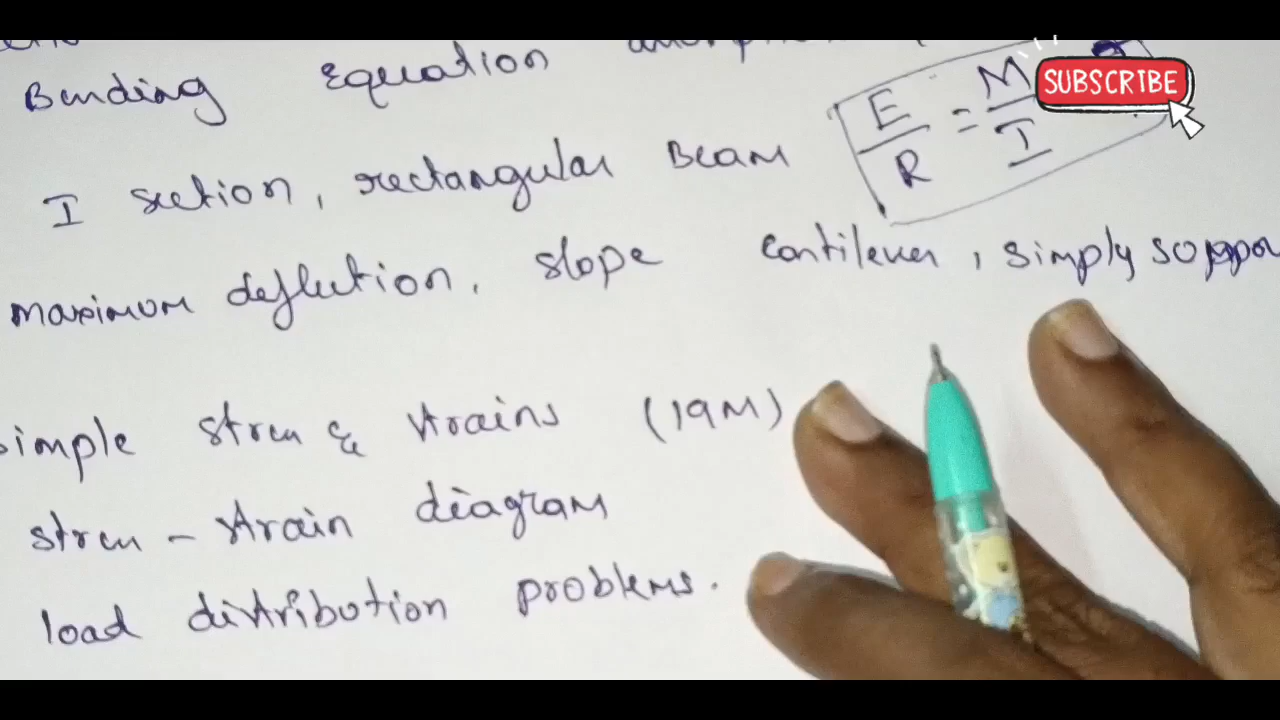 Bending Equation
E/R = M/I
SUBSCRIBE
I section, rectangular Beam
maximum deflection, slope cantilever, simply suppor
simple stress & strains (19M)
stress - strain diagram
load distribution problems.